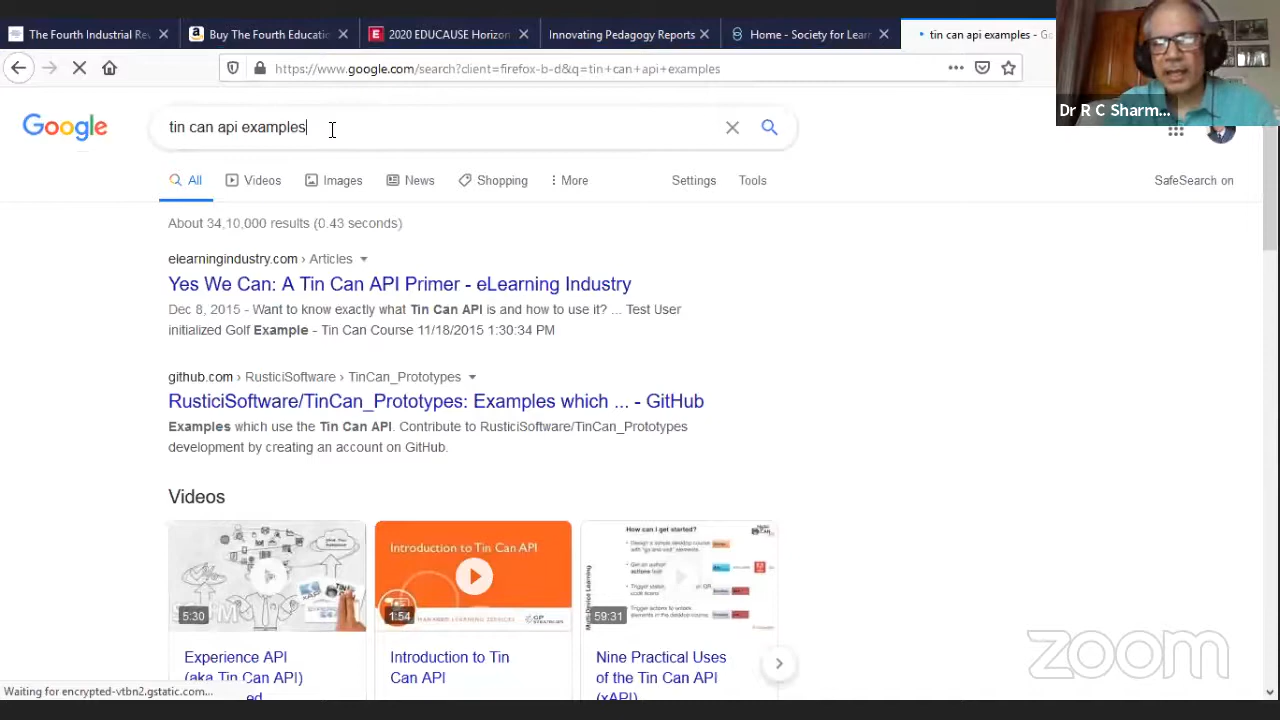 The Fourth Industrial Rev
Buy The Fourth Educatio
2020 EDUCAUSE Horizon
Innovating Pedagogy Reports
Home - Society for Learn
tin can api examples - G
https://www.google.com/search?client=firefox-b-d&q=tin+can+api+examples
Dr R C Sharm...
Google
tin can api examples
All
Videos
Images
News
Shopping
More
Settings
Tools
SafeSearch on
About 34,10,000 results (0.43 seconds)
elearningindustry.com › Articles
Yes We Can: A Tin Can API Primer - eLearning Industry
Dec 8, 2015 - Want to know exactly what Tin Can API is and how to use it? ... Test User
initialized Golf Example - Tin Can Course 11/18/2015 1:30:34 PM
github.com › RusticiSoftware › TinCan_Prototypes
RusticiSoftware/TinCan_Prototypes: Examples which ... - GitHub
Examples which use the Tin Can API. Contribute to RusticiSoftware/TinCan_Prototypes
development by creating an account on GitHub.
Videos
5:30
Introduction to Tin Can API
1:54
How can I get started?
59:31
Experience API
(aka Tin Can API)
Introduction to Tin
Can API
Nine Practical Uses
of the Tin Can API
(xAPI)
Waiting for encrypted-vtbn2.gstatic.com...
zoom